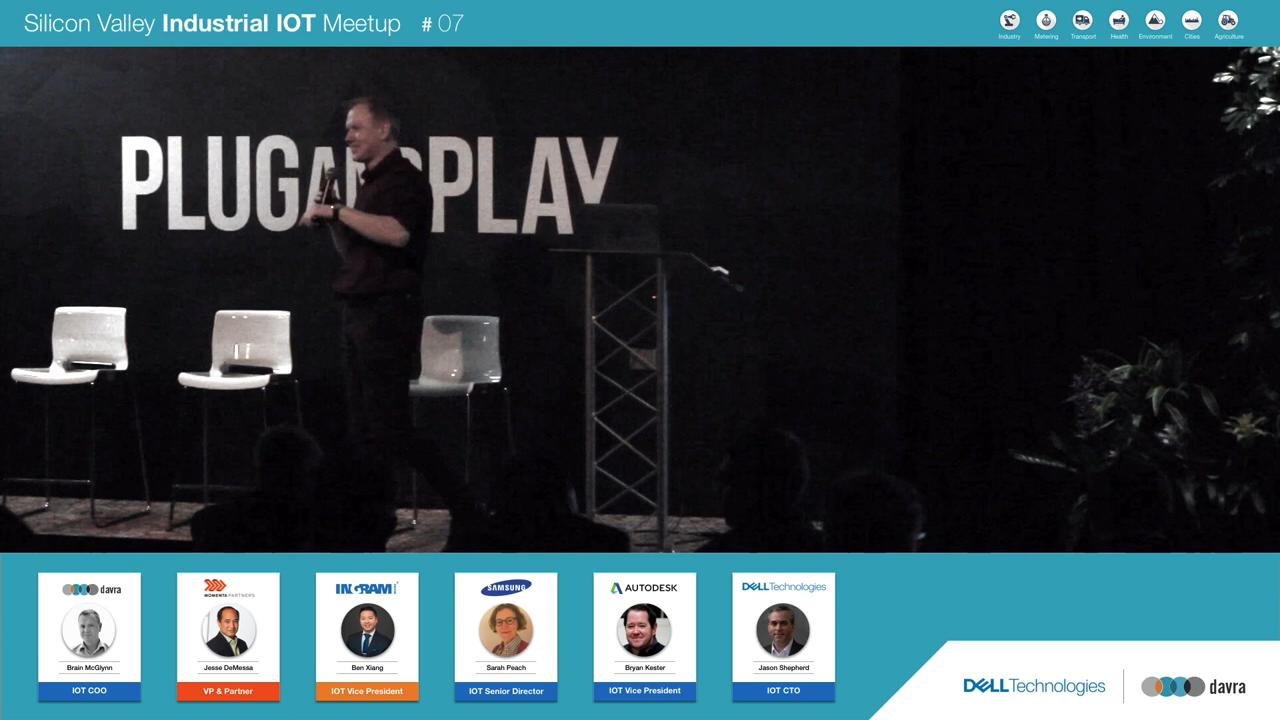 Silicon Valley Industrial IOT Meetup # 07
Industry
Metering
Transport
Health
Environment
Cities
Agriculture
PLUGANDPLAY
davra
Brain McGlynn
IOT COO
MOMENTA PARTNERS
Jesse DeMessa
VP & Partner
INGRAM
Ben Xiang
IOT Vice President
SAMSUNG
Sarah Peach
IOT Senior Director
AUTODESK
Bryan Kester
IOT Vice President
DELL Technologies
Jason Shepherd
IOT CTO
DELL Technologies
davra